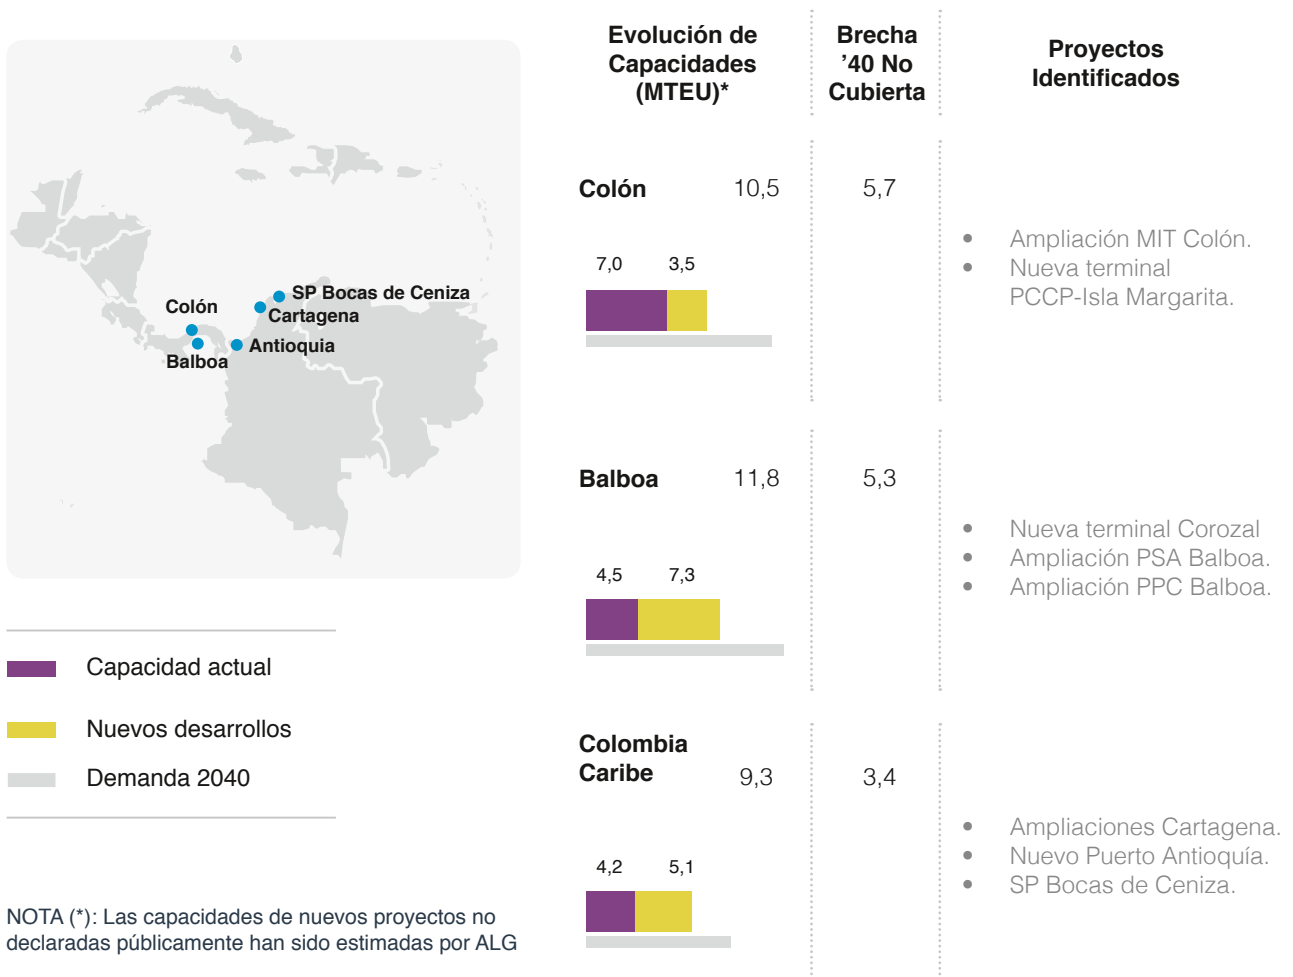 Evolución de
Capacidades
(MTEU)*
Brecha
’40 No
Cubierta
Proyectos
Identificados
SP Bocas de Ceniza
Cartagena
Colón
Antioquia
Balboa
Colón
10,5
5,7
7,0
3,5
• Ampliación MIT Colón.
• Nueva terminal
PCCP-Isla Margarita.
Balboa
11,8
5,3
4,5
7,3
• Nueva terminal Corozal
• Ampliación PSA Balboa.
• Ampliación PPC Balboa.
Colombia
Caribe
9,3
3,4
4,2
5,1
• Ampliaciones Cartagena.
• Nuevo Puerto Antioquía.
• SP Bocas de Ceniza.
Capacidad actual
Nuevos desarrollos
Demanda 2040
NOTA (*): Las capacidades de nuevos proyectos no
declaradas públicamente han sido estimadas por ALG